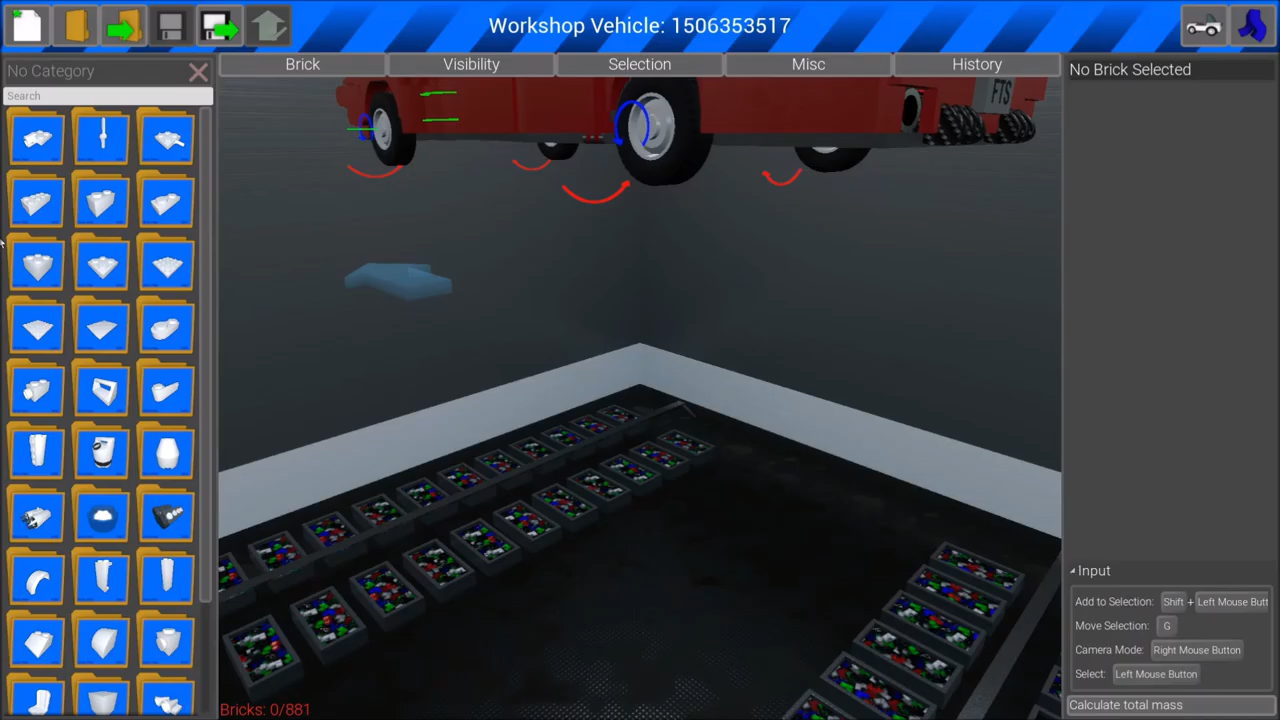 Workshop Vehicle: 1506353517
No Category
Search
Brick
Visibility
Selection
Misc
History
FTS
Bricks: 0/881
No Brick Selected
Input
Add to Selection: Shift + Left Mouse Butt
Move Selection: G
Camera Mode: Right Mouse Button
Select: Left Mouse Button
Calculate total mass